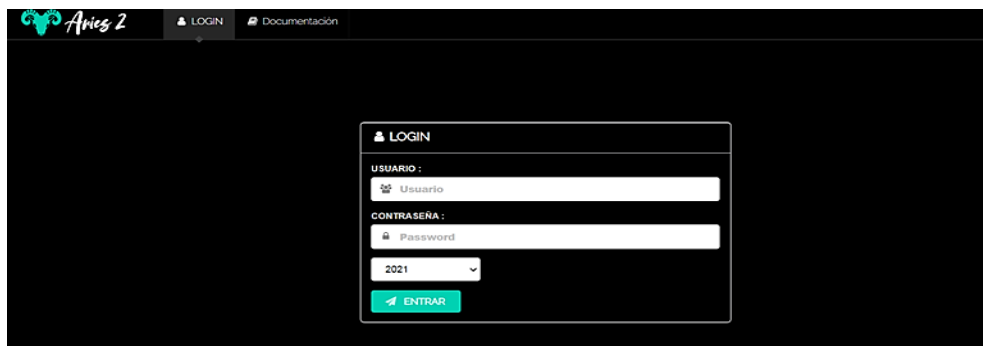 Aries 2
LOGIN
Documentación
LOGIN
USUARIO :
Usuario
CONTRASEÑA :
Password
2021
ENTRAR